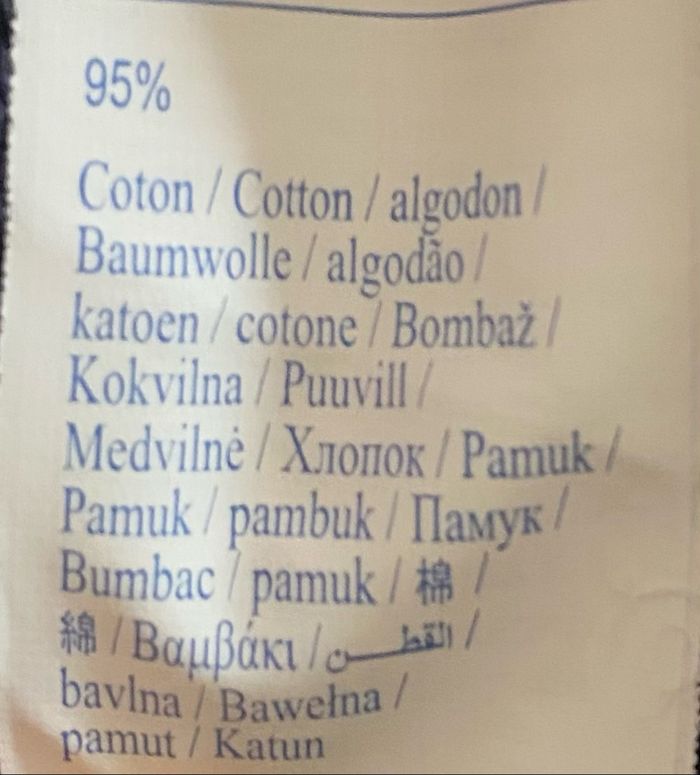 95%
Coton / Cotton / algodon /
Baumwolle / algodão /
katoen / cotone / Bombaž /
Kokvilna / Puuvill /
Medvilnė / Хлопок / Pamuk /
Pamuk / pambuk / Памук /
Bumbac / pamuk / 棉 /
綿 / Βαμβάκι / القطــــن /
bavlna / Bawełna /
pamut / Katun